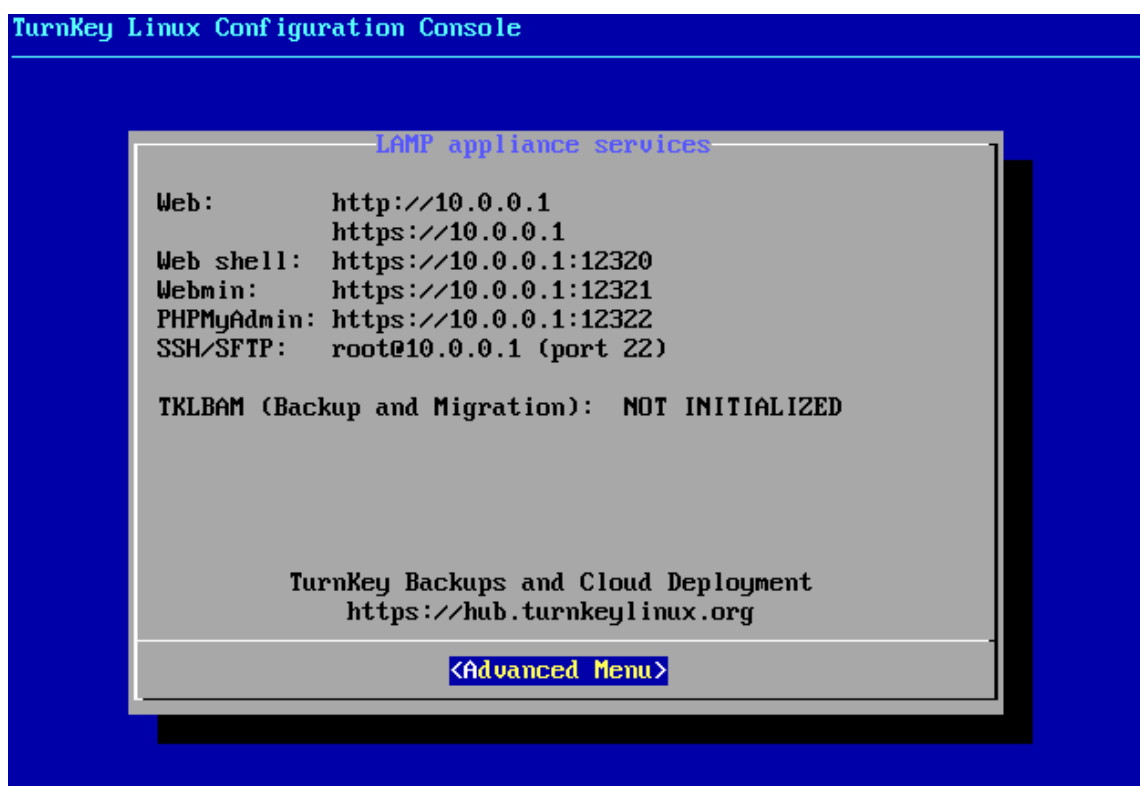 TurnKey Linux Configuration Console
LAMP appliance services
Web: http://10.0.0.1
https://10.0.0.1
Web shell: https://10.0.0.1:12320
Webmin: https://10.0.0.1:12321
PHPMyAdmin: https://10.0.0.1:12322
SSH/SFTP: root@10.0.0.1 (port 22)
TKLBAM (Backup and Migration): NOT INITIALIZED
TurnKey Backups and Cloud Deployment
https://hub.turnkeylinux.org
<Advanced Menu>